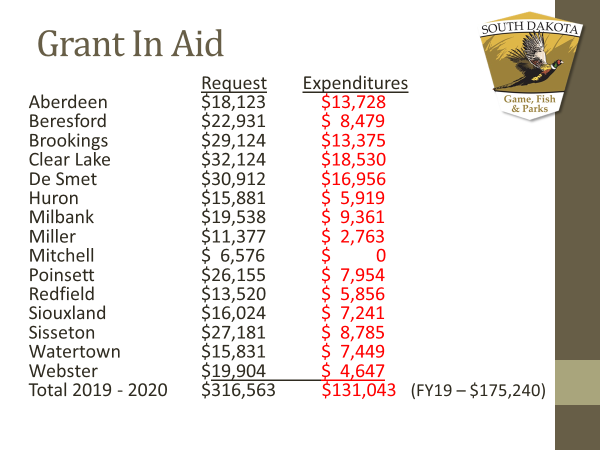 Grant In Aid
SOUTH DAKOTA
Game, Fish
& Parks
Request Expenditures
Aberdeen $18,123 $13,728
Beresford $22,931 $ 8,479
Brookings $29,124 $13,375
Clear Lake $32,124 $18,530
De Smet $30,912 $16,956
Huron $15,881 $ 5,919
Milbank $19,538 $ 9,361
Miller $11,377 $ 2,763
Mitchell $ 6,576 $ 0
Poinsett $26,155 $ 7,954
Redfield $13,520 $ 5,856
Siouxland $16,024 $ 7,241
Sisseton $27,181 $ 8,785
Watertown $15,831 $ 7,449
Webster $19,904 $ 4,647
Total 2019 - 2020 $316,563 $131,043 (FY19 – $175,240)